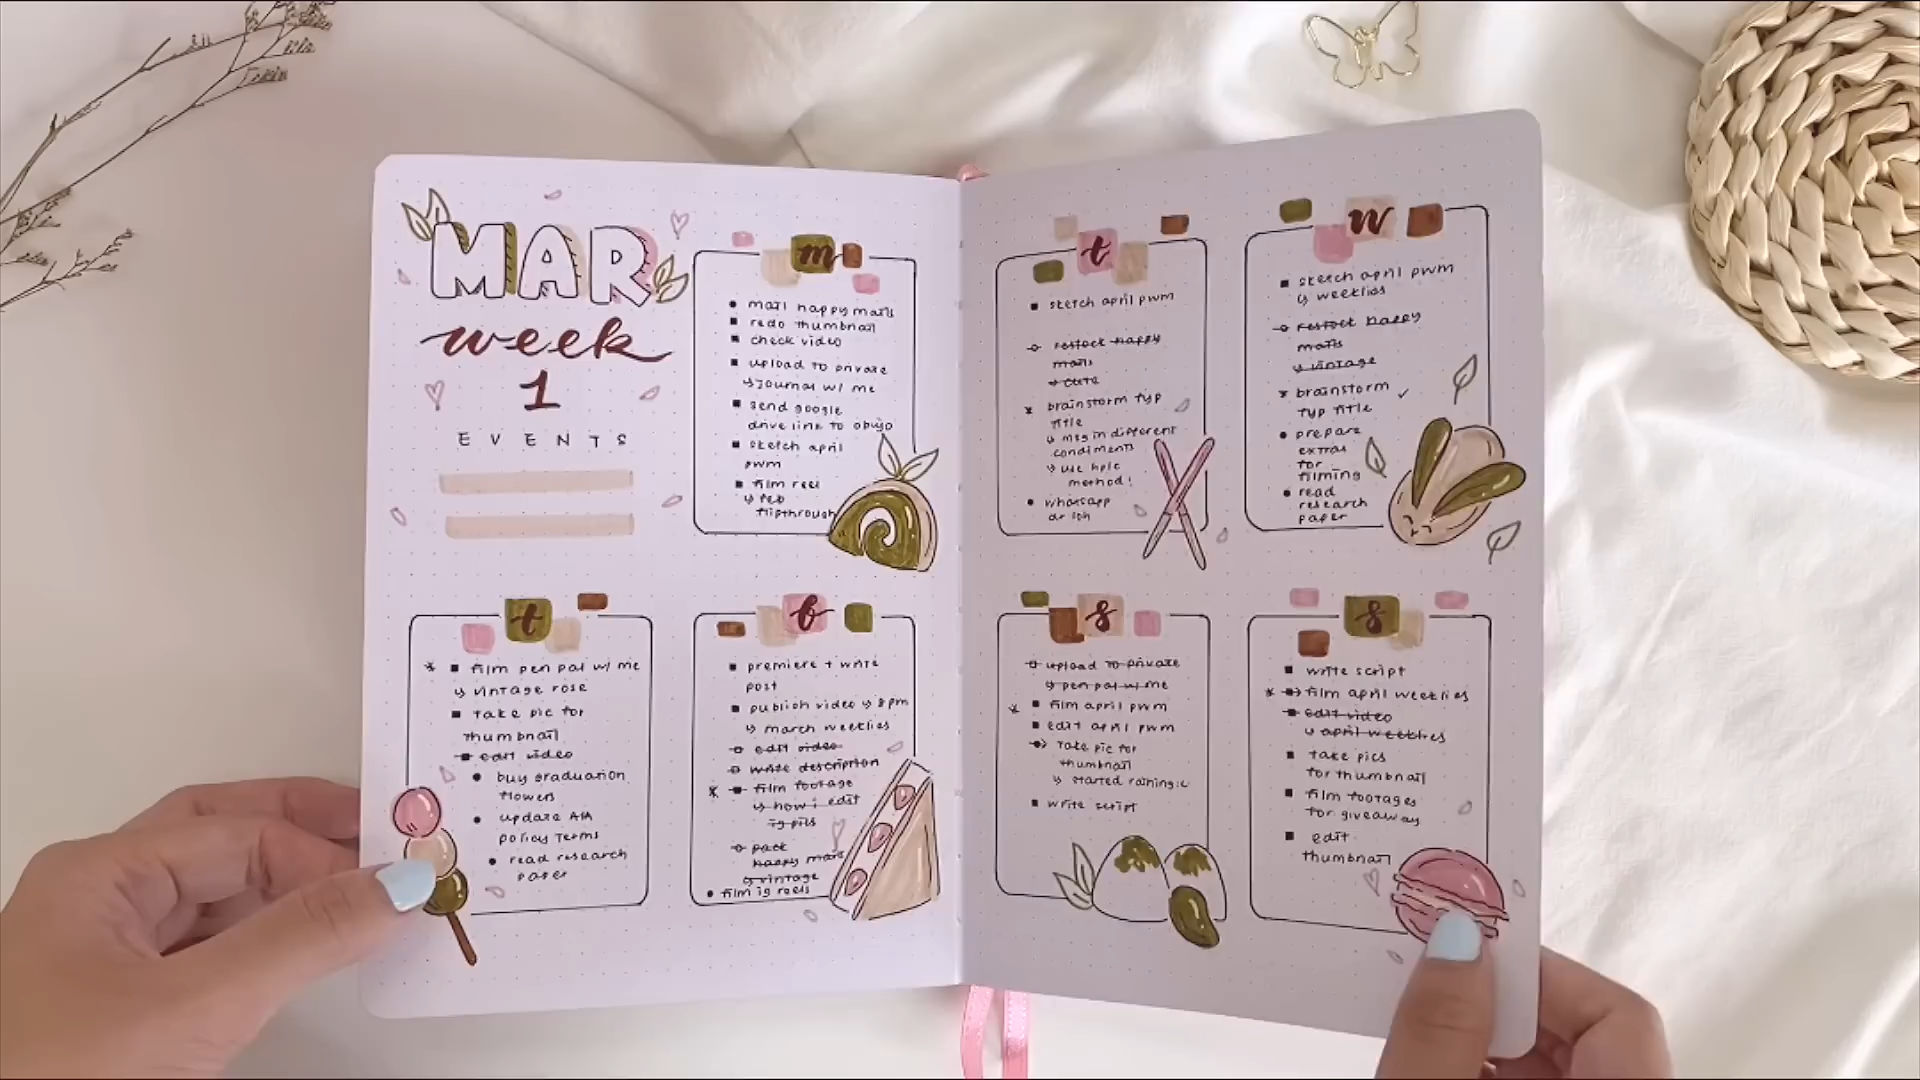 MAR
week
1
EVENTS
m
mail happy mails
redo thumbnail
check video
upload to private
↳ journal w/ me
send google
drive link to
sketch april
pwm
film reel
↳ feb
flipthrough
t
sketch april pwm
restock happy
mails
→ cute
brainstorm typ
title
↳ msg in different
condiments
↳ use hpic
method!
whatsapp
w
sketch april pwm
↳ weeklies
restock happy
mails
↳ vintage
brainstorm ✓
typ title
prepare
extras
for
filming
read
research
paper
t
film pen pal w/ me
↳ vintage rose
take pic for
thumbnail
edit video
buy graduation
flowers
update AIA
policy terms
read research
paper
f
premiere + write
post
publish video ↳ 8pm
↳ march weeklies
edit video
write description
film footage
↳ how i edit
ig pics
pack
happy mail
↳ vintage
film ig reels
s
upload to private
↳ pen pal w/ me
film april pwm
edit april pwm
take pic for
thumbnail
↳ started raining :c
write script
s
write script
film april weeklies
edit video
↳ april weeklies
take pics
for thumbnail
film footages
for giveaway
edit
thumbnail